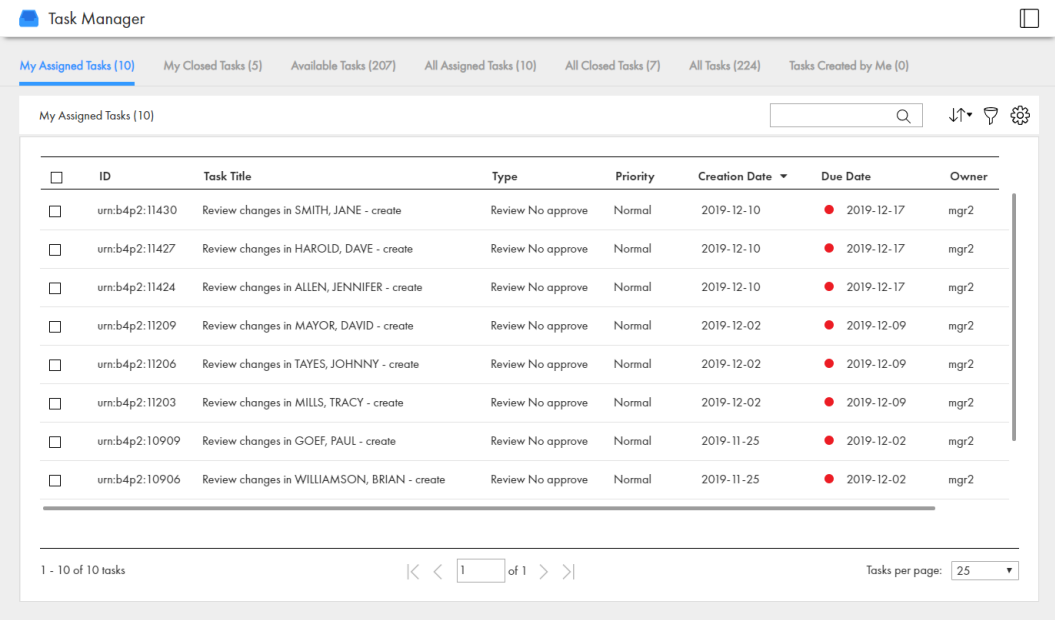 Task Manager
My Assigned Tasks (10) My Closed Tasks (5) Available Tasks (207) All Assigned Tasks (10) All Closed Tasks (7) All Tasks (224) Tasks Created by Me (0)
My Assigned Tasks (10)
ID Task Title Type Priority Creation Date Due Date Owner
urn:b4p2:11430 Review changes in SMITH, JANE - create Review No approve Normal 2019-12-10 2019-12-17 mgr2
urn:b4p2:11427 Review changes in HAROLD, DAVE - create Review No approve Normal 2019-12-10 2019-12-17 mgr2
urn:b4p2:11424 Review changes in ALLEN, JENNIFER - create Review No approve Normal 2019-12-10 2019-12-17 mgr2
urn:b4p2:11209 Review changes in MAYOR, DAVID - create Review No approve Normal 2019-12-02 2019-12-09 mgr2
urn:b4p2:11206 Review changes in TAYES, JOHNNY - create Review No approve Normal 2019-12-02 2019-12-09 mgr2
urn:b4p2:11203 Review changes in MILLS, TRACY - create Review No approve Normal 2019-12-02 2019-12-09 mgr2
urn:b4p2:10909 Review changes in GOEF, PAUL - create Review No approve Normal 2019-11-25 2019-12-02 mgr2
urn:b4p2:10906 Review changes in WILLIAMSON, BRIAN - create Review No approve Normal 2019-11-25 2019-12-02 mgr2
1 - 10 of 10 tasks 1 of 1 Tasks per page: 25